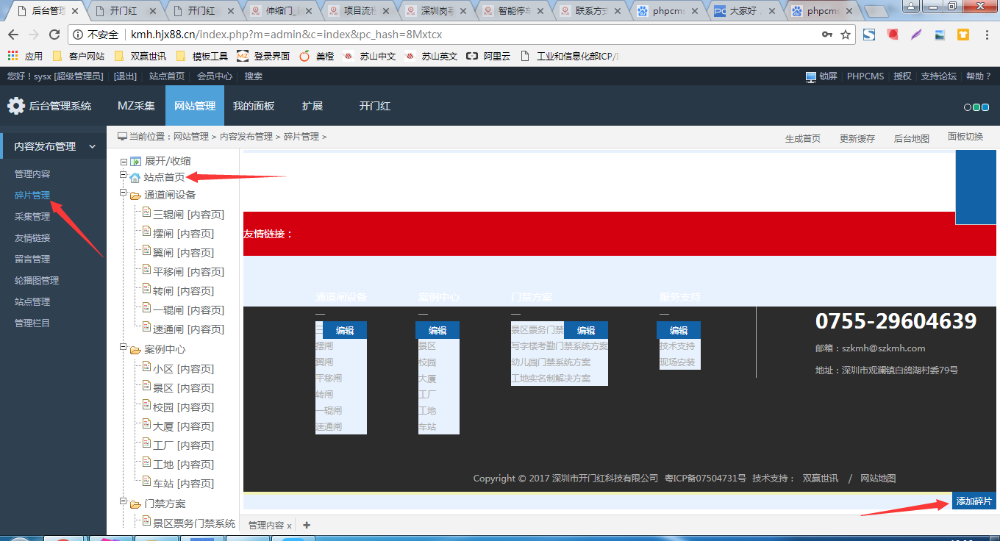 后台管理 开门红 开门红 伸缩门_ 项目流程 深圳岗亭 智能停车 联系方式 phpcms 大家好， phpcms
不安全 kmh.hjx88.cn/index.php?m=admin&c=index&pc_hash=8Mxtcx
应用 客户网站 双赢世讯 模板工具 登录界面 美橙 苏山中文 苏山英文 阿里云 工业和信息化部ICP/
您好！sysx [超级管理员] [退出] 站点首页 会员中心 搜索 锁屏 PHPCMS 授权 支持论坛 帮助？
后台管理系统 MZ采集 网站管理 我的面板 扩展 开门红
内容发布管理
管理内容
碎片管理
采集管理
友情链接
留言管理
轮播图管理
站点管理
管理栏目
当前位置：网站管理 > 内容发布管理 > 碎片管理 > 生成首页 更新缓存 后台地图 面板切换
展开/收缩
站点首页
通道闸设备
三辊闸 [内容页]
摆闸 [内容页]
翼闸 [内容页]
平移闸 [内容页]
转闸 [内容页]
一辊闸 [内容页]
速通闸 [内容页]
案例中心
小区 [内容页]
景区 [内容页]
校园 [内容页]
大厦 [内容页]
工厂 [内容页]
工地 [内容页]
车站 [内容页]
门禁方案
景区票务门禁系统
友情链接：
通道闸设备 案例中心 门禁方案 服务支持
三 编辑
摆闸
翼闸
平移闸
转闸
一辊闸
速通闸
编辑
景区
校园
大厦
工厂
工地
车站
景区票务门禁 编辑
写字楼考勤门禁系统方案
幼儿园门禁系统方案
工地实名制解决方案
编辑
技术支持
现场安装
0755-29604639
邮箱：szkmh@szkmh.com
地址：深圳市观澜镇白鸽湖村委79号
Copyright © 2017 深圳市开门红科技有限公司 粤ICP备07504731号 技术支持： 双赢世讯 / 网站地图
添加碎片
管理内容 x +